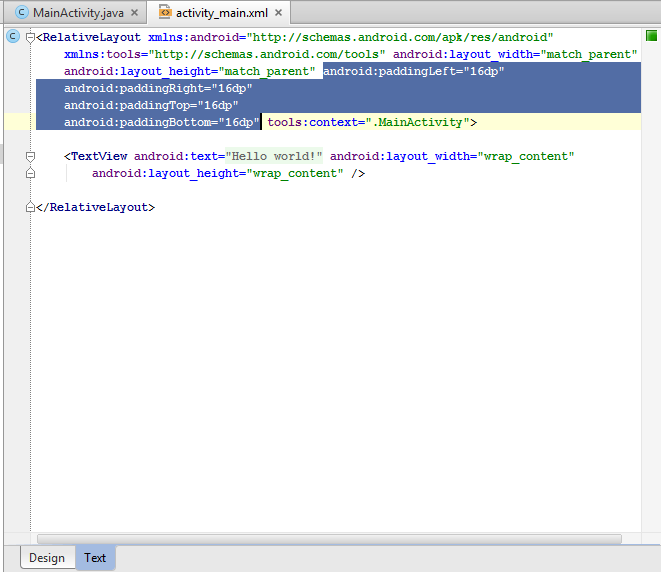 MainActivity.java × activity_main.xml ×
C <RelativeLayout xmlns:android="http://schemas.android.com/apk/res/android"
xmlns:tools="http://schemas.android.com/tools" android:layout_width="match_parent"
android:layout_height="match_parent" android:paddingLeft="16dp"
android:paddingRight="16dp"
android:paddingTop="16dp"
android:paddingBottom="16dp" tools:context=".MainActivity">
<TextView android:text="Hello world!" android:layout_width="wrap_content"
android:layout_height="wrap_content" />
</RelativeLayout>
Design Text